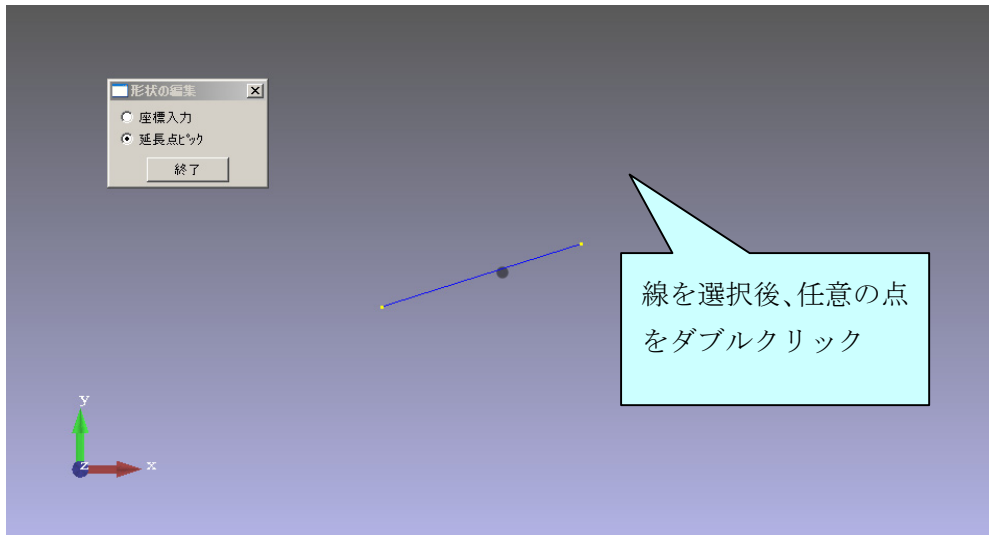 形状の編集
座標入力
延長点ﾋﾟｯｸ
終了
線を選択後、任意の点
をダブルクリック
y
z
x